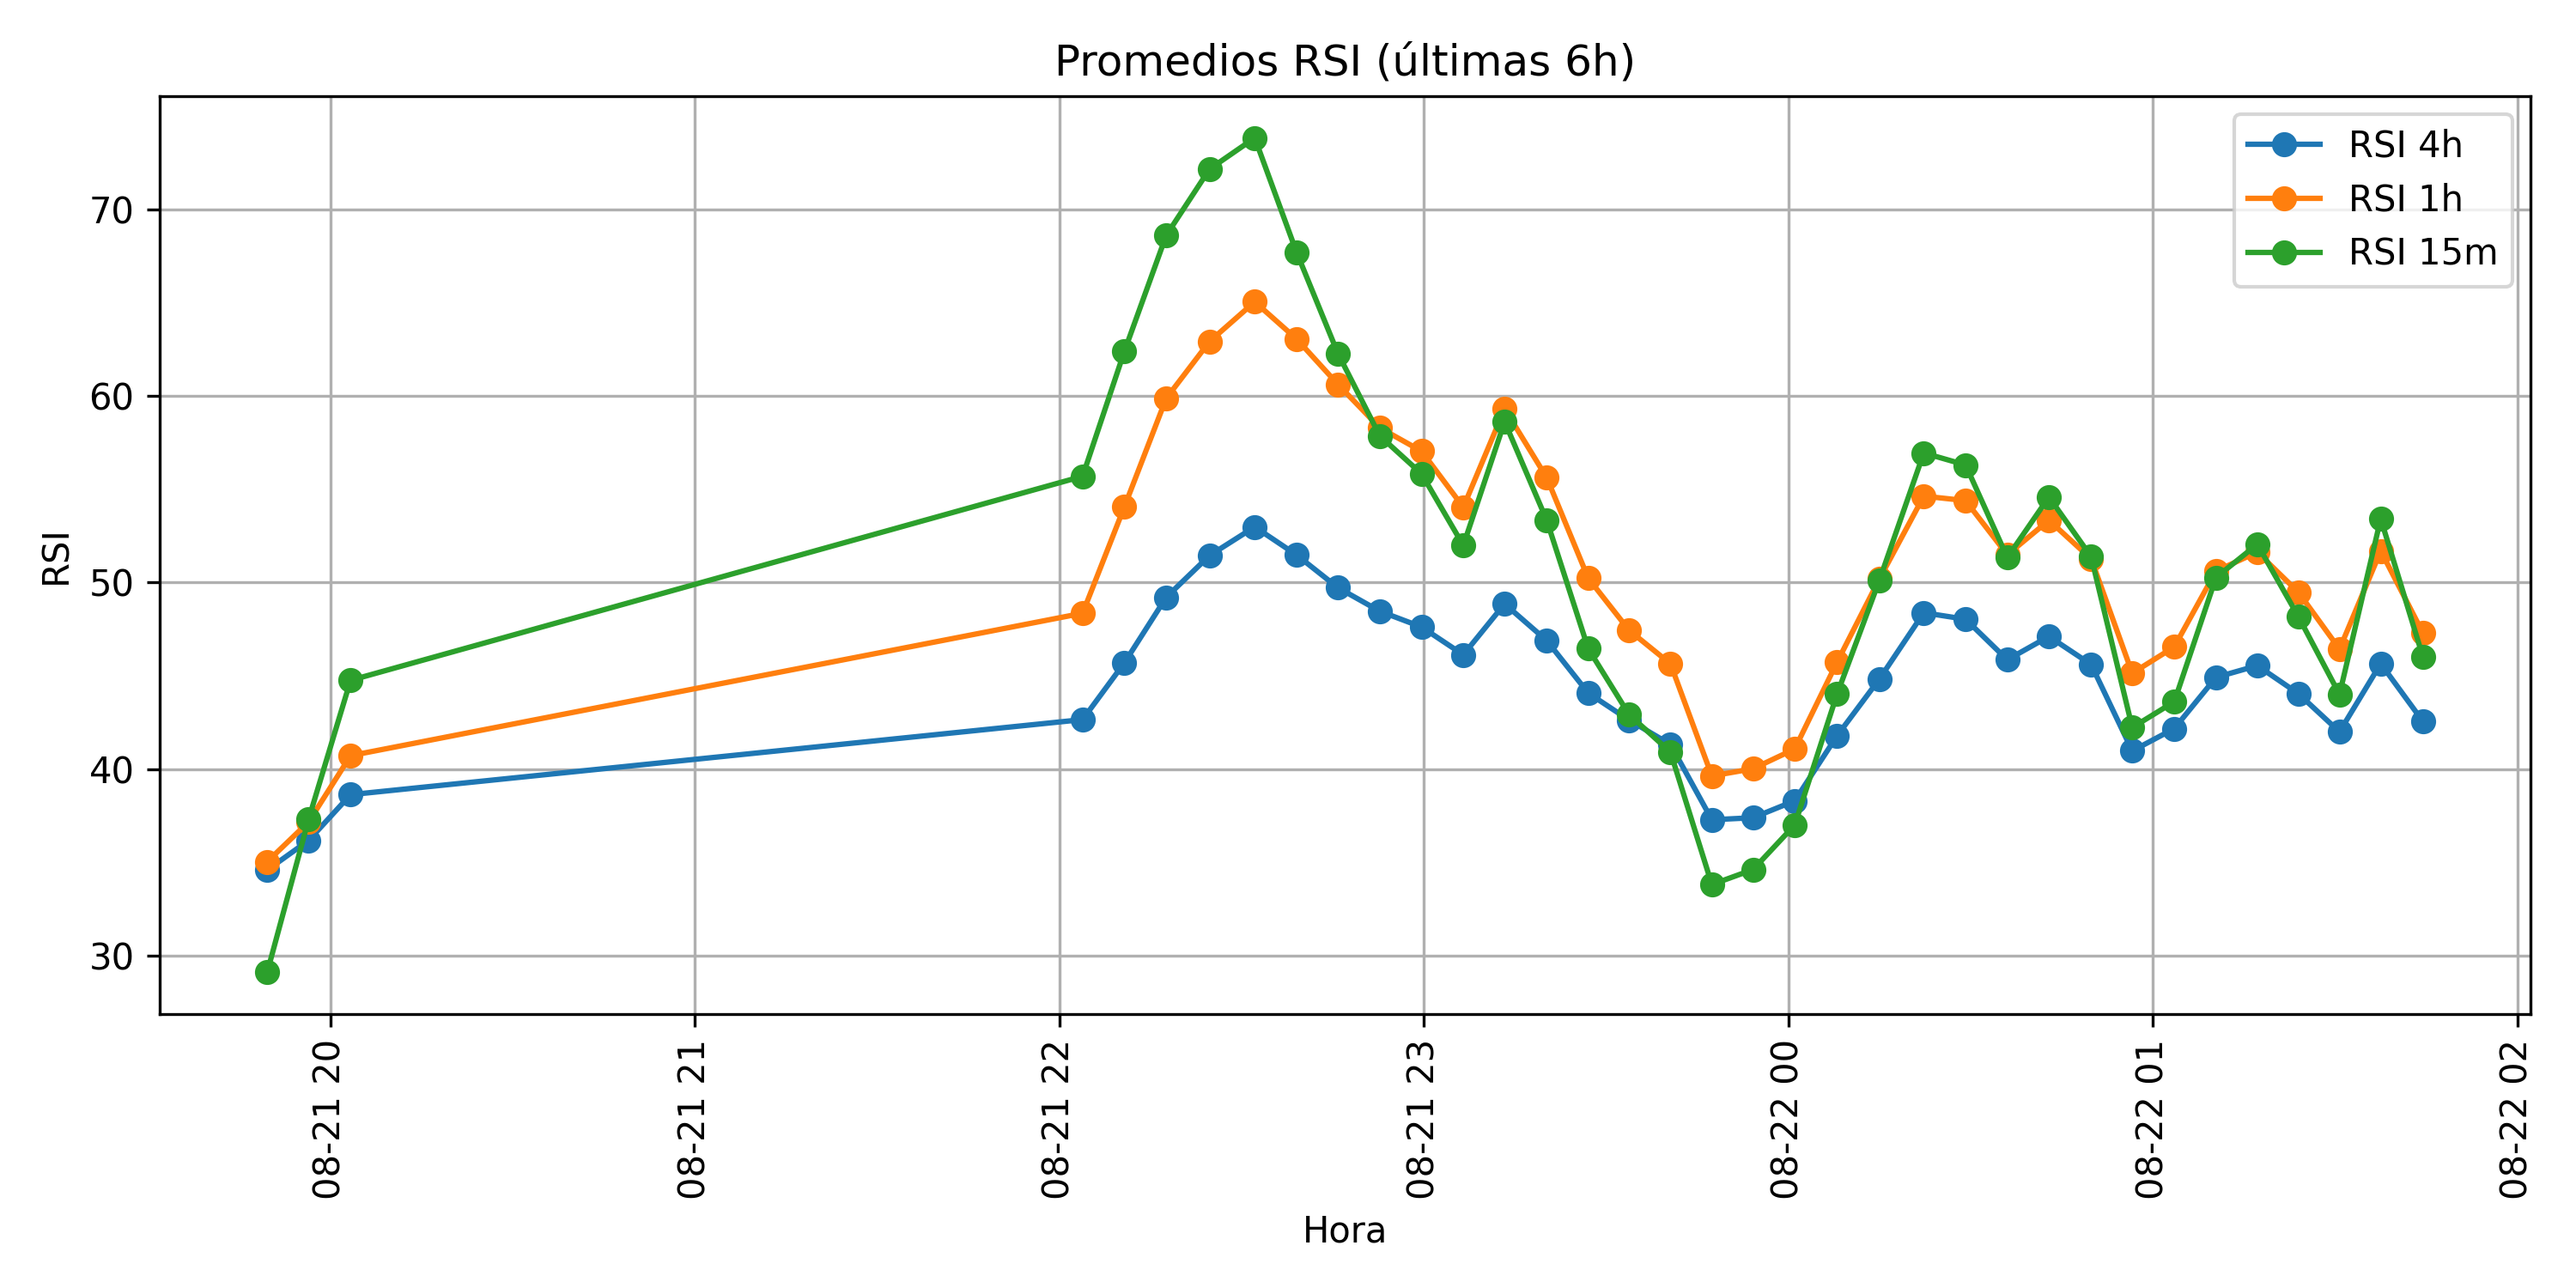 Promedios RSI (últimas 6h)
RSI 4h
RSI 1h
RSI 15m
RSI
70
60
50
40
30
08-21 20
08-21 21
08-21 22
08-21 23
08-22 00
08-22 01
08-22 02
Hora